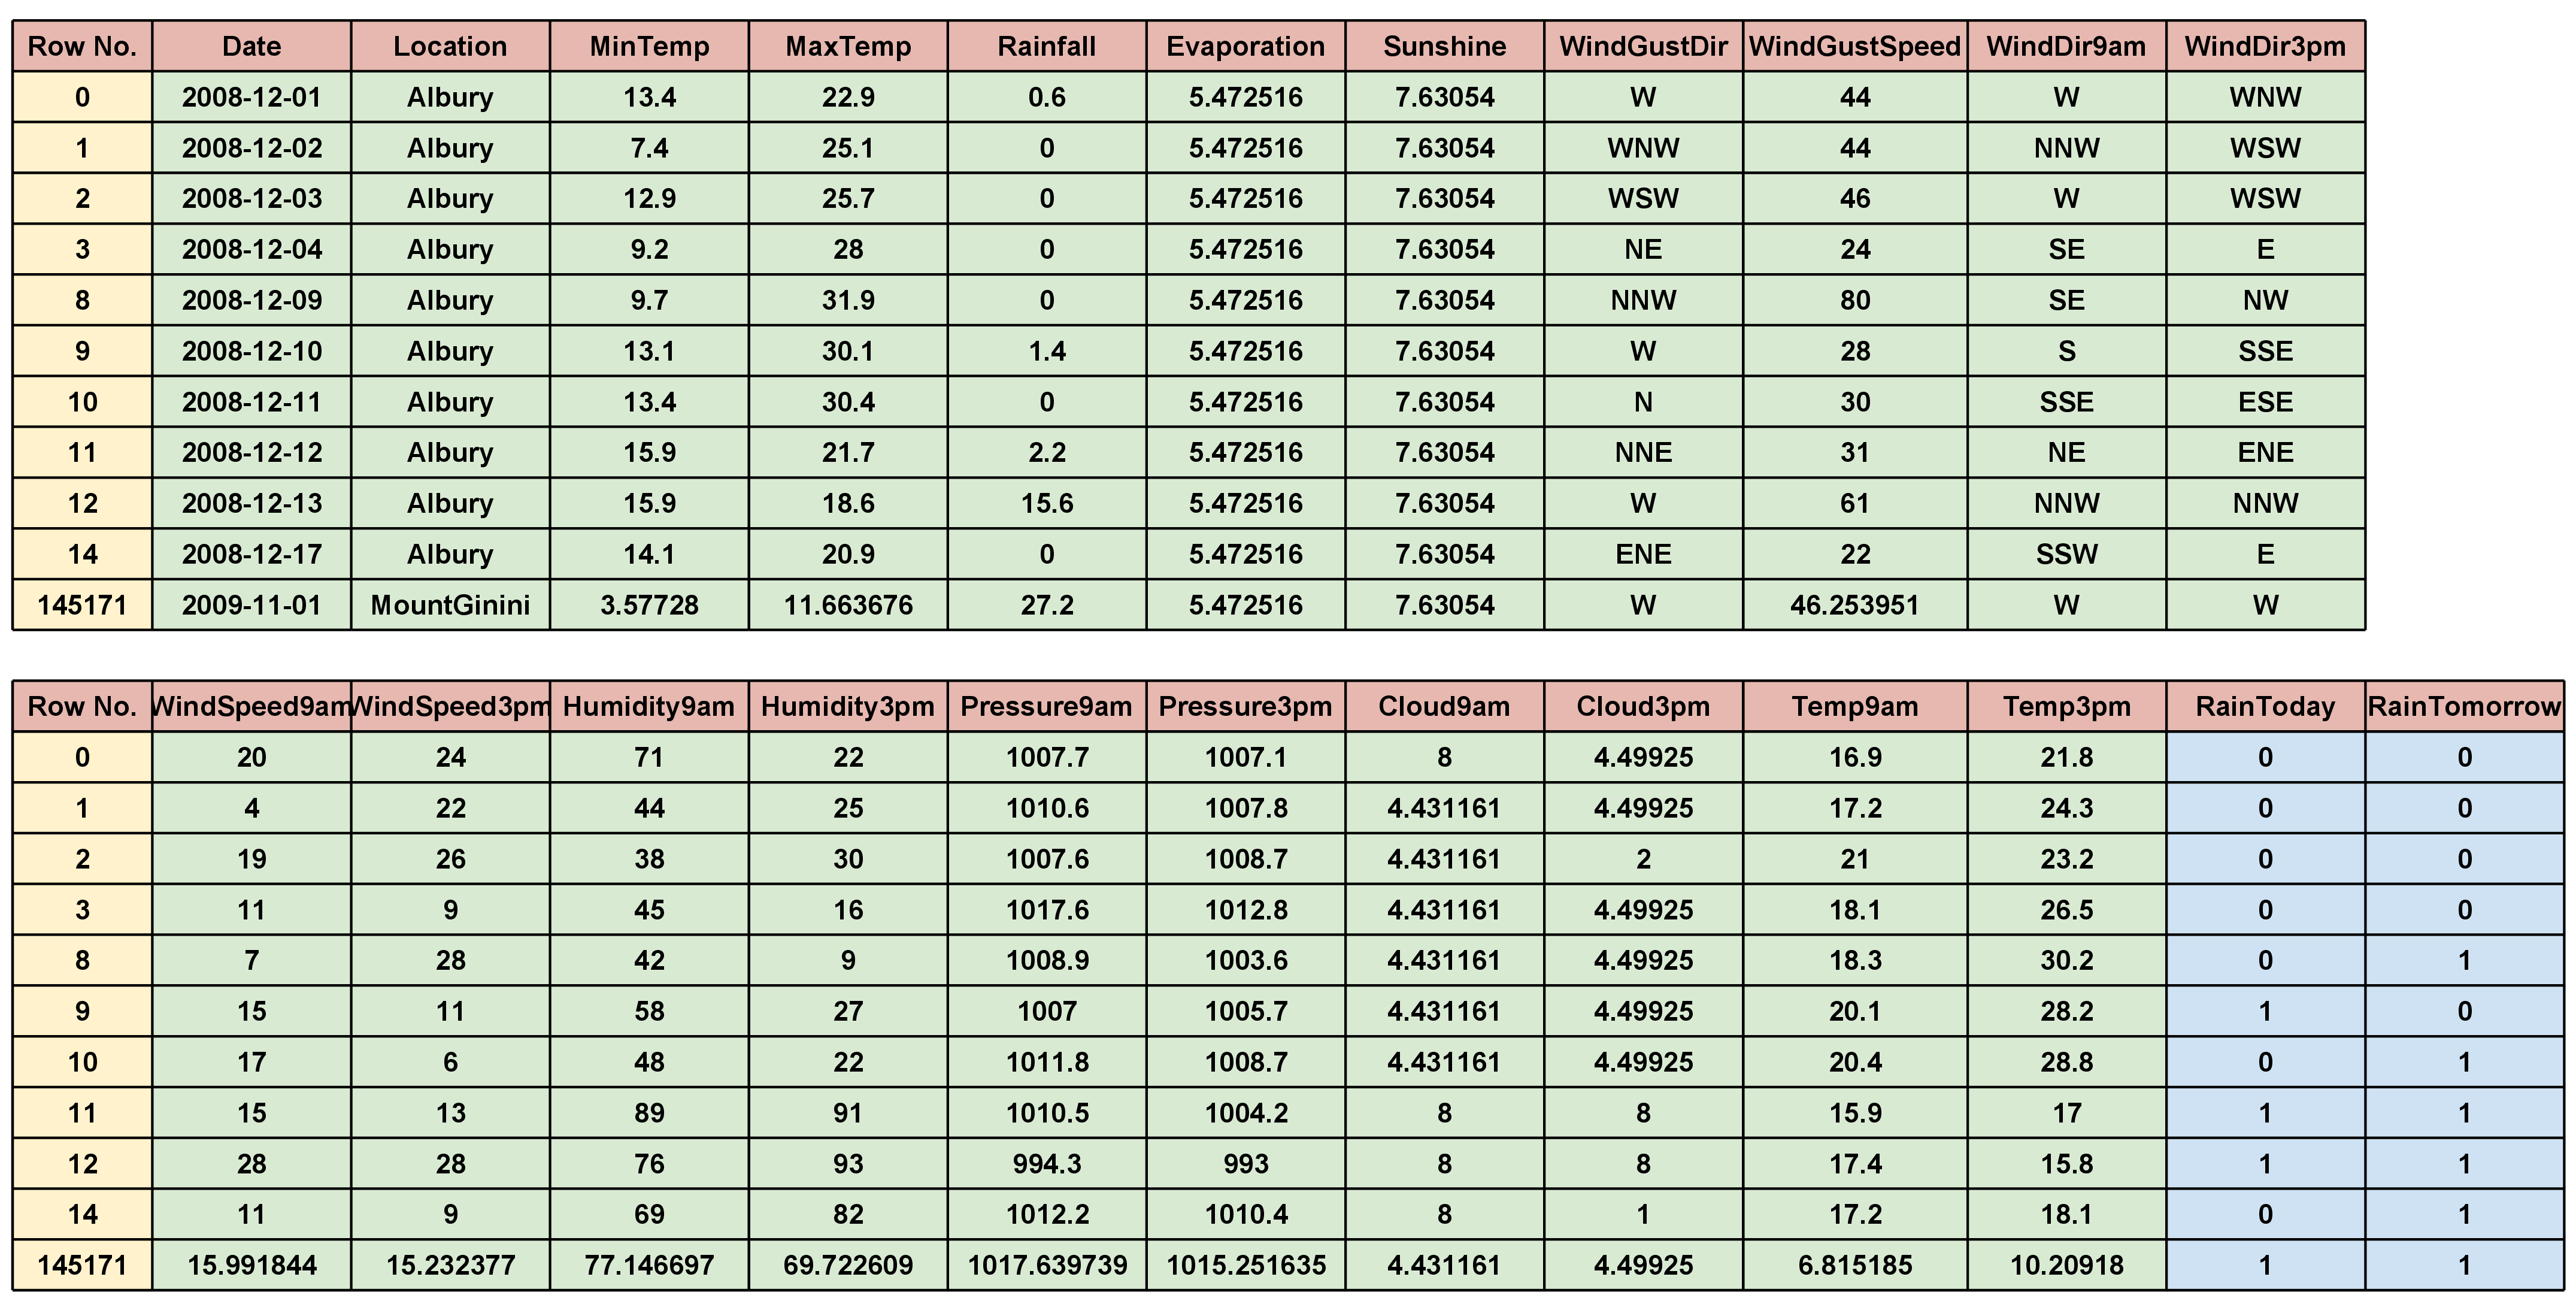 Row No. Date Location MinTemp MaxTemp Rainfall Evaporation Sunshine WindGustDir WindGustSpeed WindDir9am WindDir3pm
0 2008-12-01 Albury 13.4 22.9 0.6 5.472516 7.63054 W 44 W WNW
1 2008-12-02 Albury 7.4 25.1 0 5.472516 7.63054 WNW 44 NNW WSW
2 2008-12-03 Albury 12.9 25.7 0 5.472516 7.63054 WSW 46 W WSW
3 2008-12-04 Albury 9.2 28 0 5.472516 7.63054 NE 24 SE E
8 2008-12-09 Albury 9.7 31.9 0 5.472516 7.63054 NNW 80 SE NW
9 2008-12-10 Albury 13.1 30.1 1.4 5.472516 7.63054 W 28 S SSE
10 2008-12-11 Albury 13.4 30.4 0 5.472516 7.63054 N 30 SSE ESE
11 2008-12-12 Albury 15.9 21.7 2.2 5.472516 7.63054 NNE 31 NE ENE
12 2008-12-13 Albury 15.9 18.6 15.6 5.472516 7.63054 W 61 NNW NNW
14 2008-12-17 Albury 14.1 20.9 0 5.472516 7.63054 ENE 22 SSW E
145171 2009-11-01 MountGinini 3.57728 11.663676 27.2 5.472516 7.63054 W 46.253951 W W
Row No. WindSpeed9am WindSpeed3pm Humidity9am Humidity3pm Pressure9am Pressure3pm Cloud9am Cloud3pm Temp9am Temp3pm RainToday RainTomorrow
0 20 24 71 22 1007.7 1007.1 8 4.49925 16.9 21.8 0 0
1 4 22 44 25 1010.6 1007.8 4.431161 4.49925 17.2 24.3 0 0
2 19 26 38 30 1007.6 1008.7 4.431161 2 21 23.2 0 0
3 11 9 45 16 1017.6 1012.8 4.431161 4.49925 18.1 26.5 0 0
8 7 28 42 9 1008.9 1003.6 4.431161 4.49925 18.3 30.2 0 1
9 15 11 58 27 1007 1005.7 4.431161 4.49925 20.1 28.2 1 0
10 17 6 48 22 1011.8 1008.7 4.431161 4.49925 20.4 28.8 0 1
11 15 13 89 91 1010.5 1004.2 8 8 15.9 17 1 1
12 28 28 76 93 994.3 993 8 8 17.4 15.8 1 1
14 11 9 69 82 1012.2 1010.4 8 1 17.2 18.1 0 1
145171 15.991844 15.232377 77.146697 69.722609 1017.639739 1015.251635 4.431161 4.49925 6.815185 10.20918 1 1